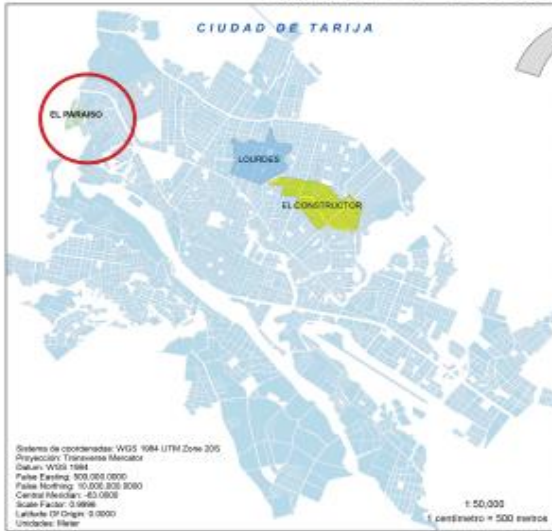 CIUDAD DE TARIJA
EL PARAISO
LOURDES
EL CONSTRUCTOR
Sistema de coordenadas: WGS 1984 UTM Zone 20S
Proyección: Transverse Mercator
Datum: WGS 1984
False Easting: 500,000.0000
False Northing: 10,000,000.0000
Central Meridian: -63.0000
Scale Factor: 0.9996
Latitude Of Origin: 0.0000
Unidades: Meter
1:50,000
1 centimetro = 500 metros